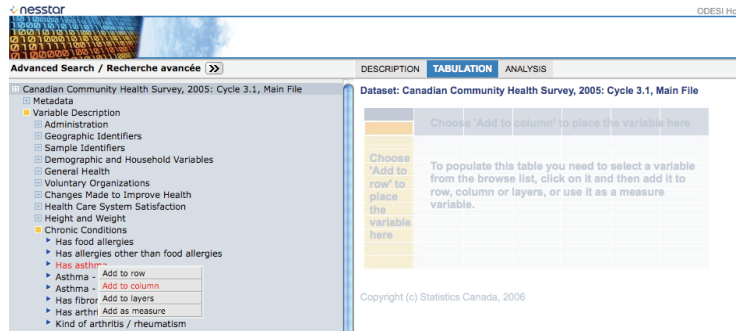 nesstar
ODESI Ho
Advanced Search / Recherche avancée
DESCRIPTION TABULATION ANALYSIS
Canadian Community Health Survey, 2005: Cycle 3.1, Main File
Metadata
Variable Description
Administration
Geographic Identifiers
Sample Identifiers
Demographic and Household Variables
General Health
Voluntary Organizations
Changes Made to Improve Health
Health Care System Satisfaction
Height and Weight
Chronic Conditions
Has food allergies
Has allergies other than food allergies
Has asthm
Asthma -
Asthma -
Has fibror
Has arthri
Kind of arthritis / rheumatism
Add to row
Add to column
Add to layers
Add as measure
Dataset: Canadian Community Health Survey, 2005: Cycle 3.1, Main File
Choose 'Add to column' to place the variable here
Choose
'Add to
row' to
place
the
variable
here
To populate this table you need to select a variable
from the browse list, click on it and then add it to
row, column or layers, or use it as a measure
variable.
Copyright (c) Statistics Canada, 2006